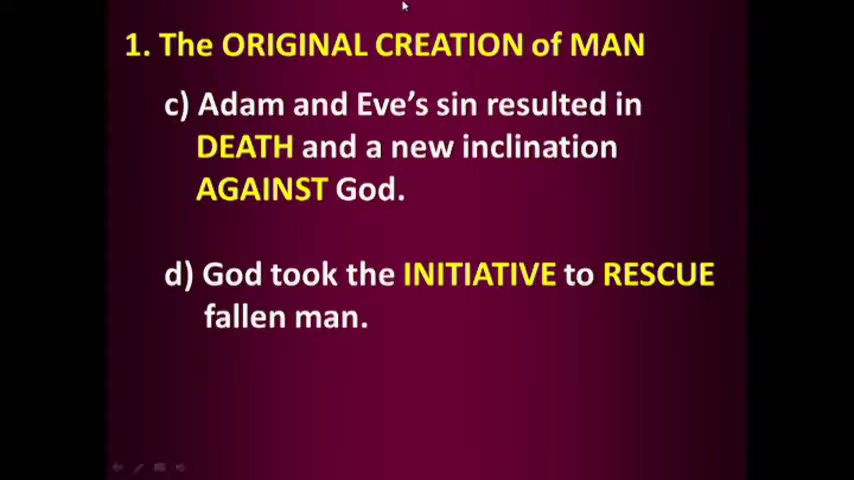 1. The ORIGINAL CREATION of MAN
c) Adam and Eve’s sin resulted in
DEATH and a new inclination
AGAINST God.
d) God took the INITIATIVE to RESCUE
fallen man.